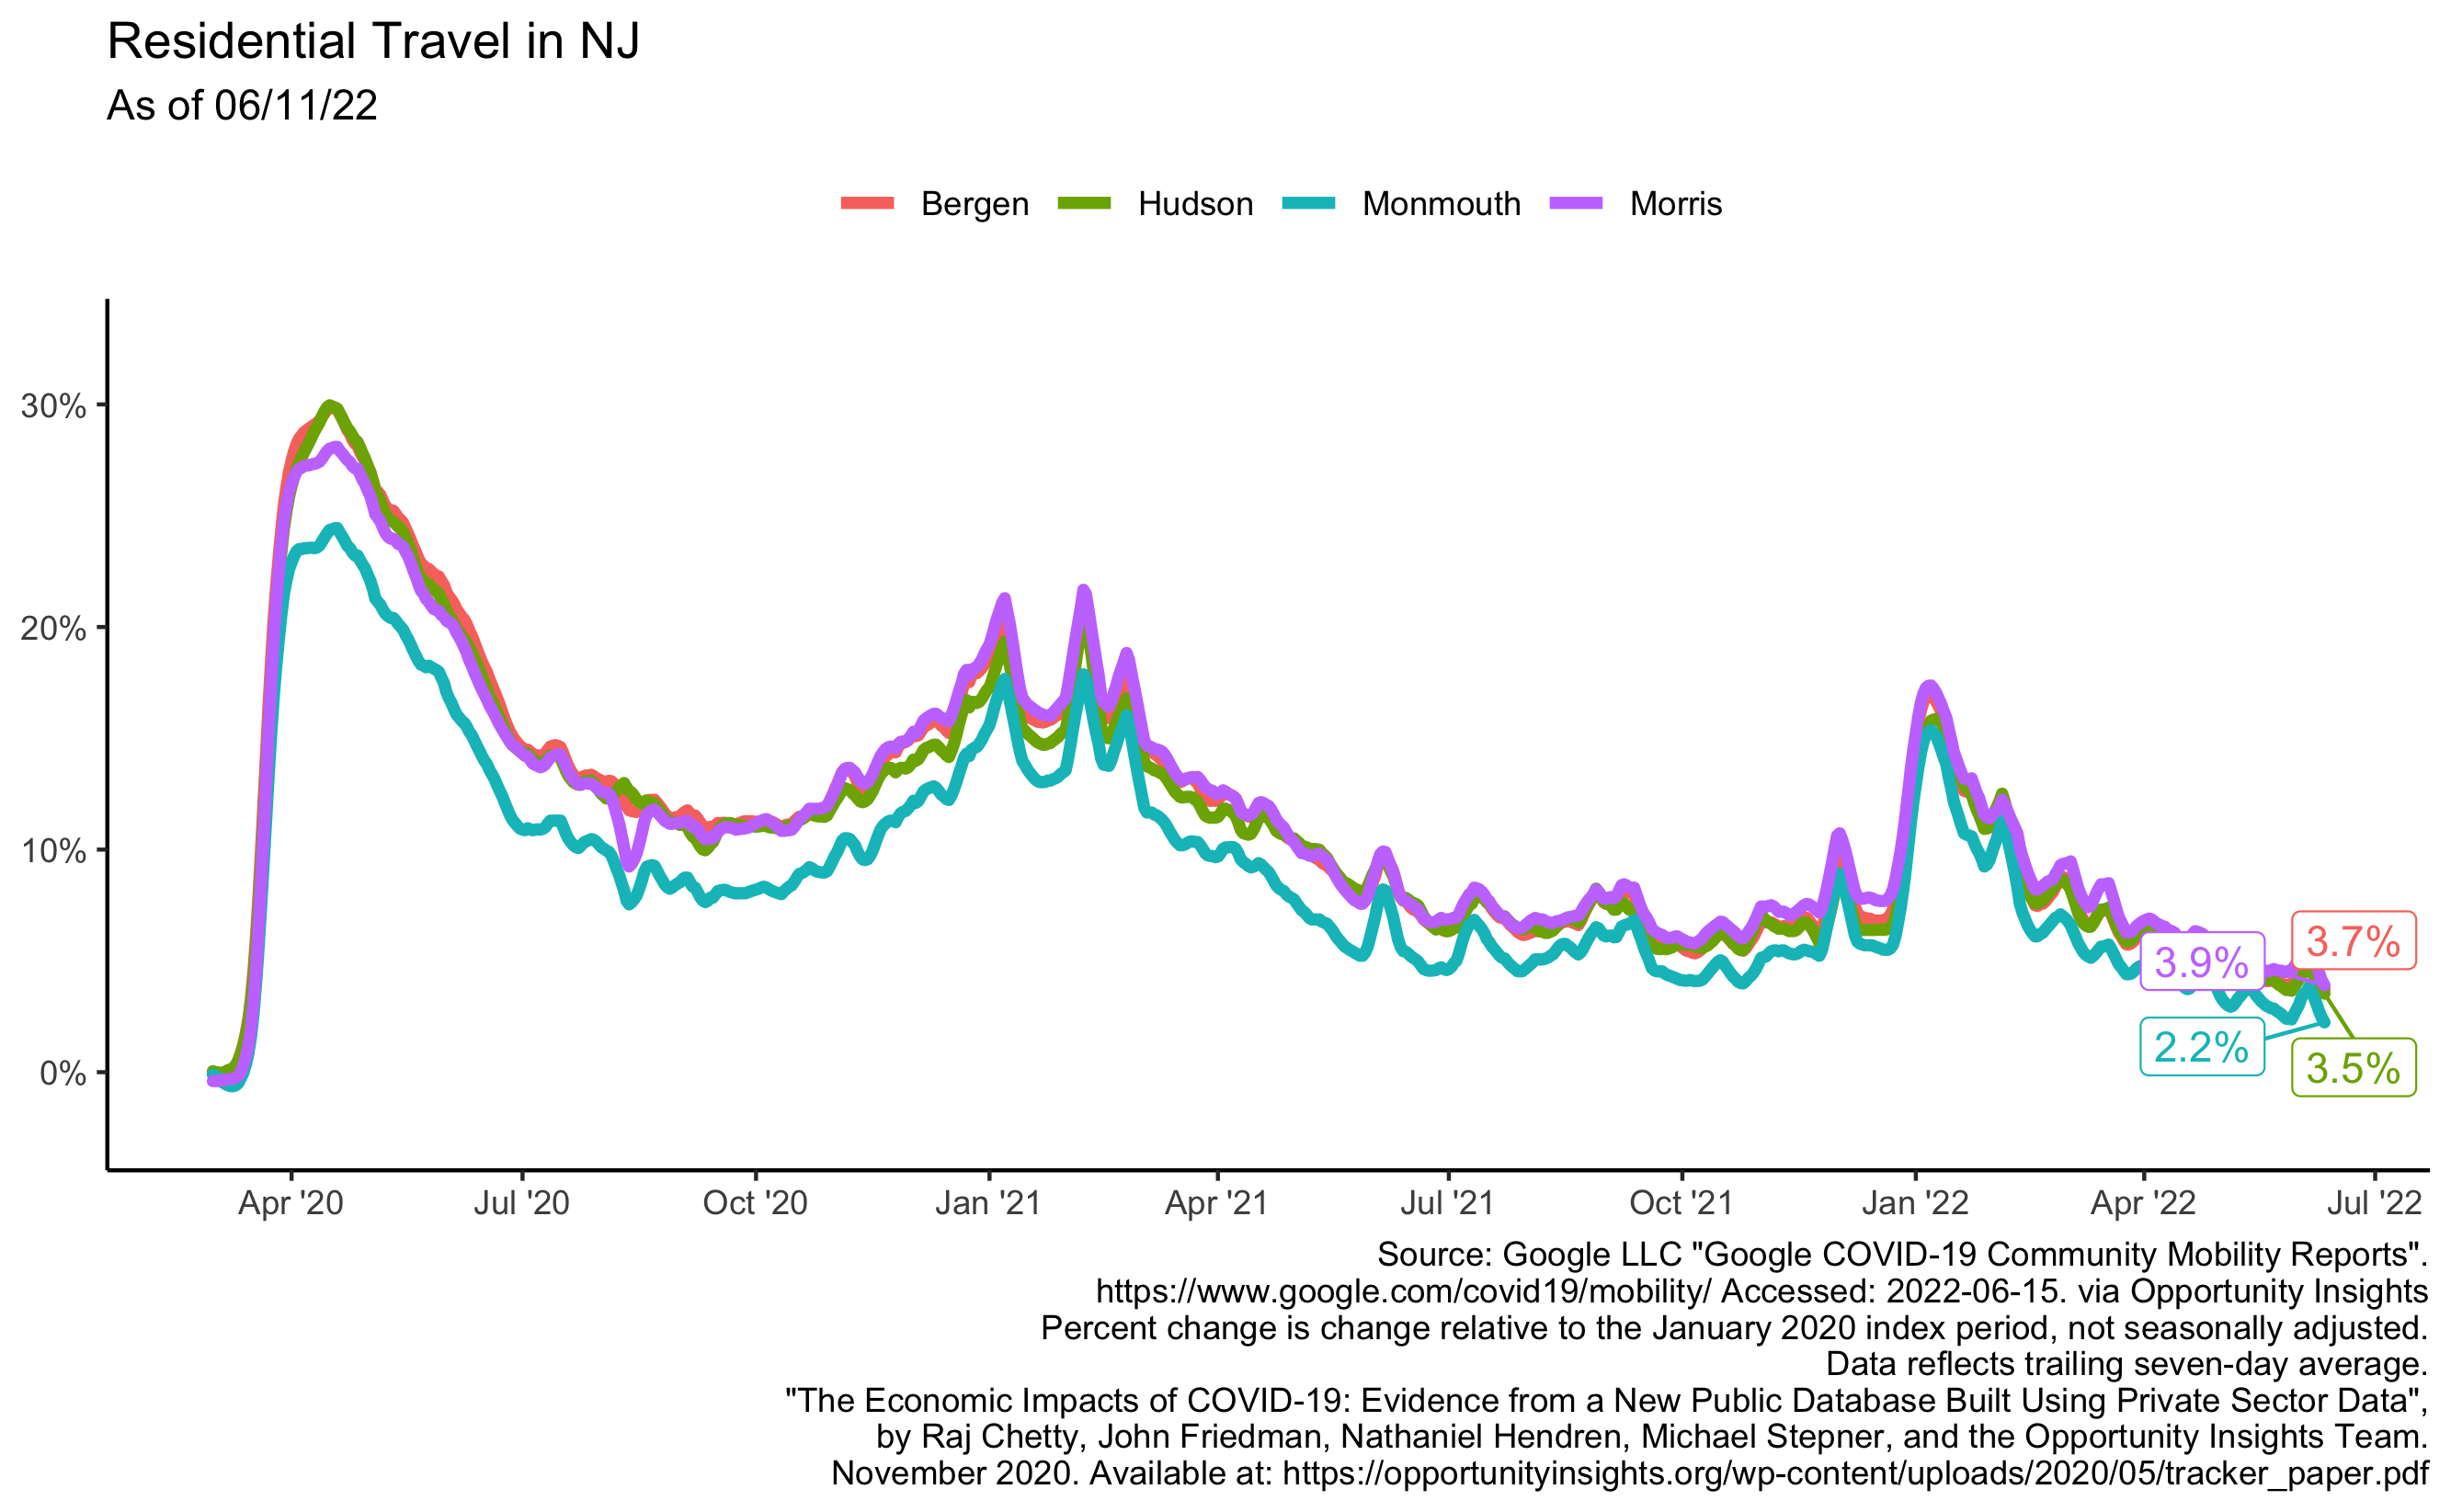 Residential Travel in NJ
As of 06/11/22
Bergen Hudson Monmouth Morris
30%
20%
10%
0%
3.7%
3.9%
2.2%
3.5%
Apr '20 Jul '20 Oct '20 Jan '21 Apr '21 Jul '21 Oct '21 Jan '22 Apr '22 Jul '22
Source: Google LLC "Google COVID-19 Community Mobility Reports".
https://www.google.com/covid19/mobility/ Accessed: 2022-06-15. via Opportunity Insights
Percent change is change relative to the January 2020 index period, not seasonally adjusted.
Data reflects trailing seven-day average.
"The Economic Impacts of COVID-19: Evidence from a New Public Database Built Using Private Sector Data",
by Raj Chetty, John Friedman, Nathaniel Hendren, Michael Stepner, and the Opportunity Insights Team.
November 2020. Available at: https://opportunityinsights.org/wp-content/uploads/2020/05/tracker_paper.pdf